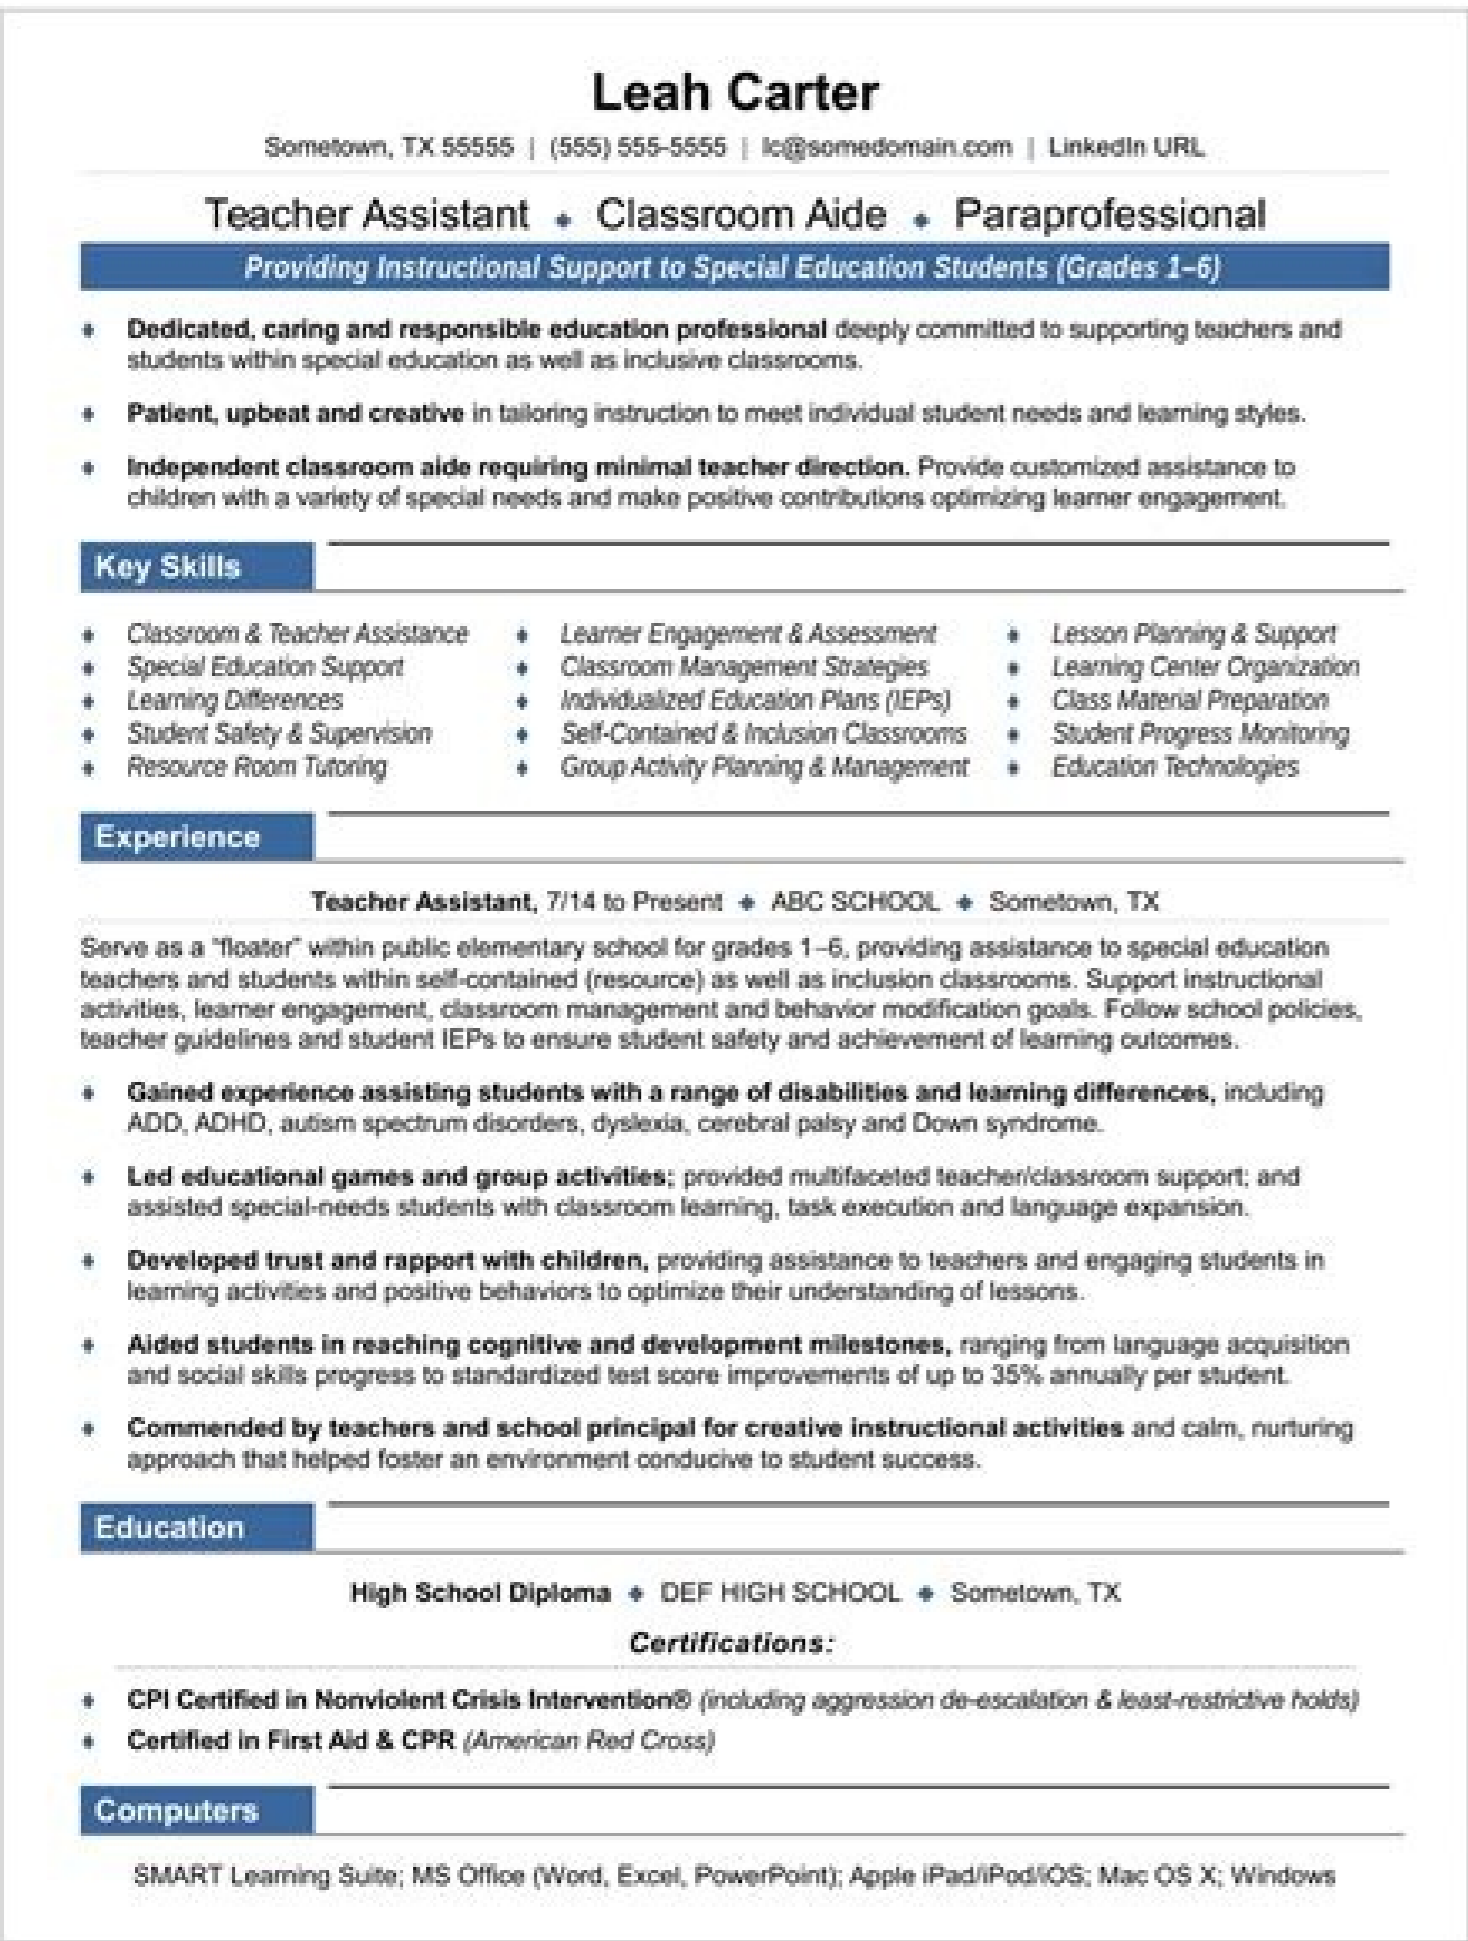 Leah Carter
Sometown, TX 55555 | (555) 555-5555 | lc@somedomain.com | LinkedIn URL
Teacher Assistant ◆ Classroom Aide ◆ Paraprofessional
Providing Instructional Support to Special Education Students (Grades 1–6)
◆ Dedicated, caring and responsible education professional deeply committed to supporting teachers and
students within special education as well as inclusive classrooms.
◆ Patient, upbeat and creative in tailoring instruction to meet individual student needs and learning styles.
◆ Independent classroom aide requiring minimal teacher direction. Provide customized assistance to
children with a variety of special needs and make positive contributions optimizing learner engagement.
Key Skills
◆ Classroom & Teacher Assistance ◆ Learner Engagement & Assessment ◆ Lesson Planning & Support
◆ Special Education Support ◆ Classroom Management Strategies ◆ Learning Center Organization
◆ Learning Differences ◆ Individualized Education Plans (IEPs) ◆ Class Material Preparation
◆ Student Safety & Supervision ◆ Self-Contained & Inclusion Classrooms ◆ Student Progress Monitoring
◆ Resource Room Tutoring ◆ Group Activity Planning & Management ◆ Education Technologies
Experience
Teacher Assistant, 7/14 to Present ◆ ABC SCHOOL ◆ Sometown, TX
Serve as a “floater” within public elementary school for grades 1–6, providing assistance to special education
teachers and students within self-contained (resource) as well as inclusion classrooms. Support instructional
activities, learner engagement, classroom management and behavior modification goals. Follow school policies,
teacher guidelines and student IEPs to ensure student safety and achievement of learning outcomes.
◆ Gained experience assisting students with a range of disabilities and learning differences, including
ADD, ADHD, autism spectrum disorders, dyslexia, cerebral palsy and Down syndrome.
◆ Led educational games and group activities; provided multifaceted teacher/classroom support; and
assisted special-needs students with classroom learning, task execution and language expansion.
◆ Developed trust and rapport with children, providing assistance to teachers and engaging students in
learning activities and positive behaviors to optimize their understanding of lessons.
◆ Aided students in reaching cognitive and development milestones, ranging from language acquisition
and social skills progress to standardized test score improvements of up to 35% annually per student.
◆ Commended by teachers and school principal for creative instructional activities and calm, nurturing
approach that helped foster an environment conducive to student success.
Education
High School Diploma ◆ DEF HIGH SCHOOL ◆ Sometown, TX
Certifications:
◆ CPI Certified in Nonviolent Crisis Intervention® (including aggression de-escalation & least-restrictive holds)
◆ Certified in First Aid & CPR (American Red Cross)
Computers
SMART Learning Suite; MS Office (Word, Excel, PowerPoint); Apple iPad/iPod/iOS; Mac OS X; Windows